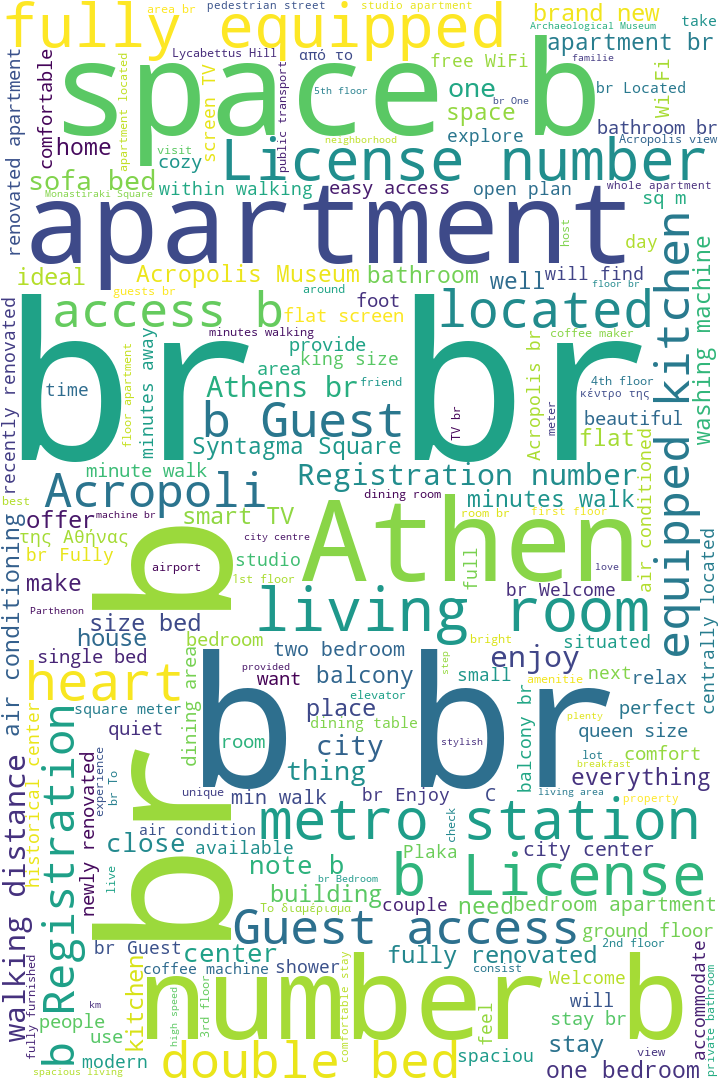 area br
pedestrian street
studio apartment
fully equipped
brand new
Archaeological Museum
take
Lycabettus Hill
από το
free WiFi
apartment br
familie
space b
5th floor
br Located
renovated apartment
comfortable
apartment located
screen TV
public transport
one
Wi Fi
br One
space
bathroom br
home
visit
cozy
License number
explore
Acropolis view
neighborhood
sofa bed
within walking
easy access
open plan
whole apartment
Monastiraki Square
sq m
apartment
host
day
ideal
Acropolis Museum
bathroom
well
will find
floor br
guests br
around
access b
flat screen
foot
located
equipped kitchen
washing machine
recently renovated
br br
minutes walking
coffee maker
minutes away
provide
king size
area
Acropolis br
time
Athens br
friend
4th floor
κέντρο της
floor apartment
b Guest
TV br
meter
beautiful
Syntagma Square
flat
minute walk
Registration number
Acropoli
dining room
minutes walk
best
offer
machine br
smart TV
room br
first floor
air conditioned
της Αθήνας
city centre
Athen
air conditioning
br Fully
b
airport
studio
full
love
centrally located
make
1st floor
br Welcome
Parthenon
size bed
living room
house
bedroom
two bedroom
bright
situated
single bed
provided
step
enjoy
heart
want
balcony
small
next
relax
dining area
elevator
amenitie
square meter
place
perfect
b br
dining table
plenty
quiet
room
city
stylish
balcony br
queen size
historical center
b Registration
br
lot
comfort
thing
breakfast
newly renovated
experience
br To
everything
unique
min walk
br Enjoy
C
living area
property
walking distance
metro station
air condition
check
close
available
Plaka
city center
live
note b
br Bedroom
b License
building
couple
need
bedroom apartment
Το διαμέρισμα
Guest access
ground floor
br Guest
center
fully renovated
2nd floor
fully furnished
kitchen
coffee machine
shower
consist
Welcome
accommodate
private bathroom
km
high speed
3rd floor
number b
comfortable stay
will
people
use
feel
stay br
modern
spaciou
stay
view
spacious living
double bed
one bedroom